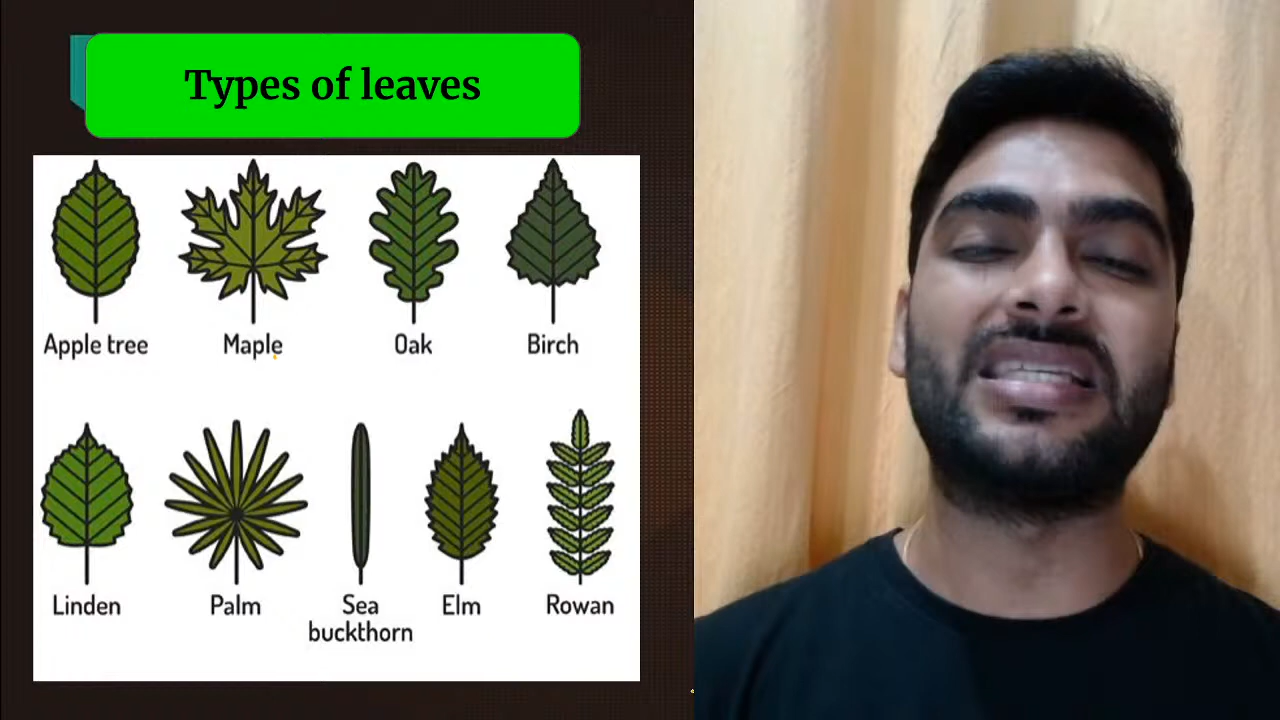 Types of leaves
Apple tree
Maple
Oak
Birch
Linden
Palm
Sea
buckthorn
Elm
Rowan